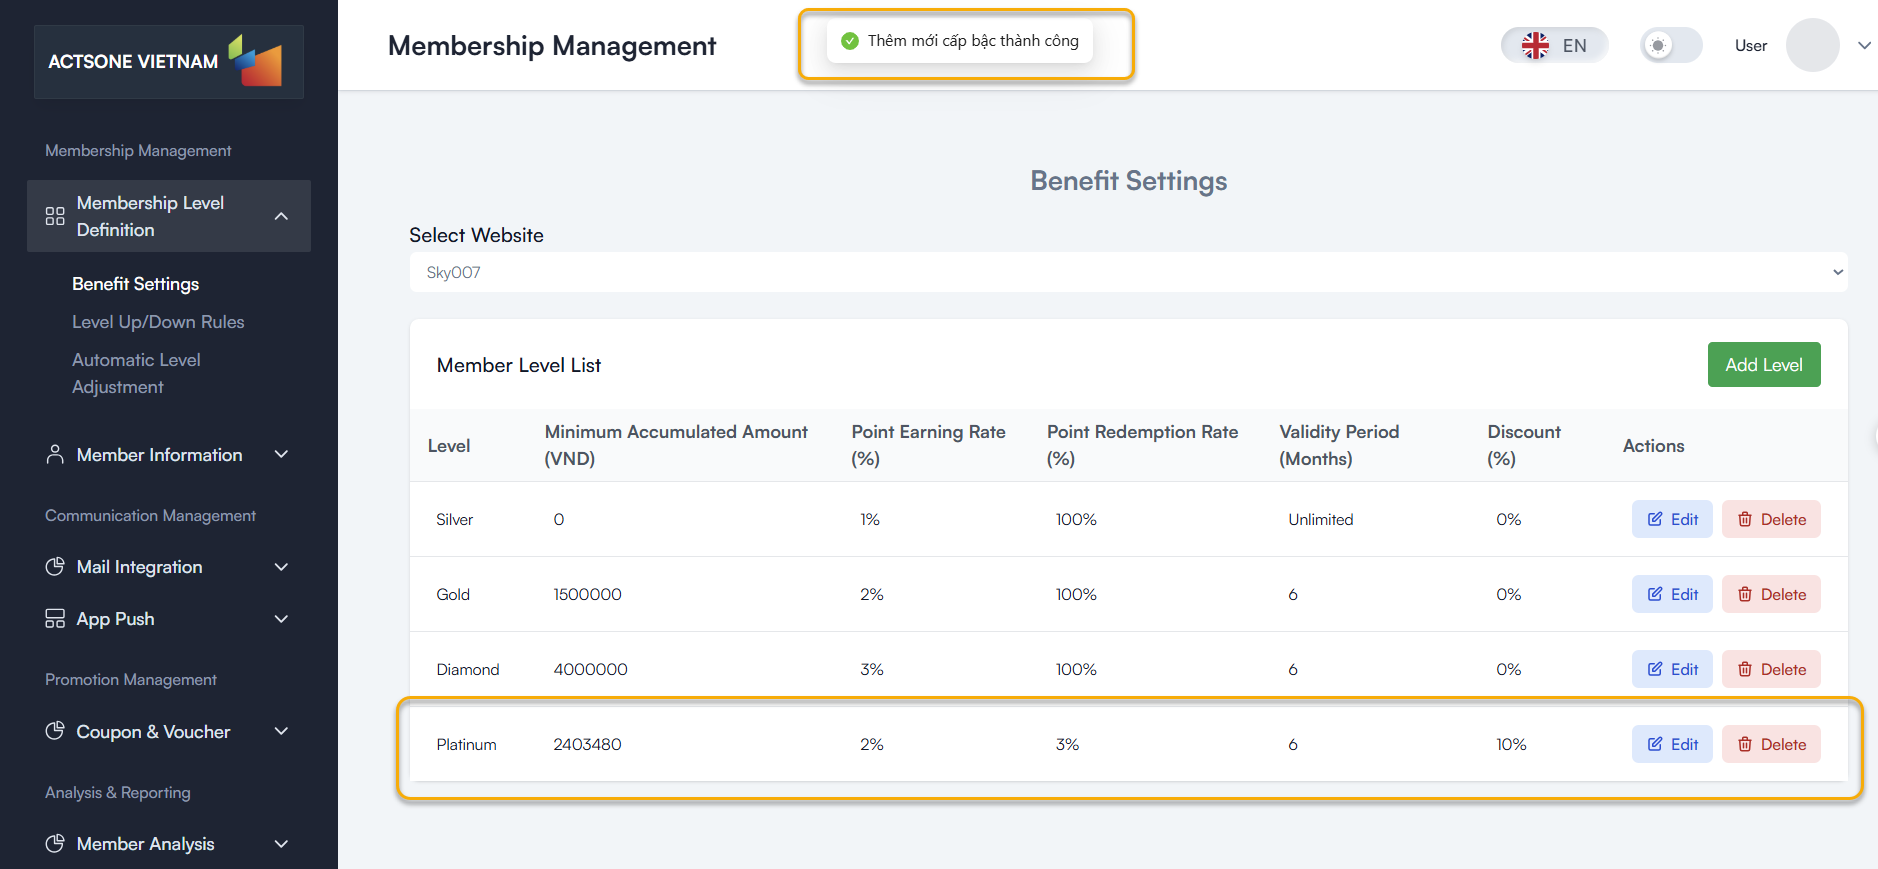 ACTSONE VIETNAM
Membership Management
Membership Level
Definition
Benefit Settings
Level Up/Down Rules
Automatic Level
Adjustment
Member Information
Communication Management
Mail Integration
App Push
Promotion Management
Coupon & Voucher
Analysis & Reporting
Member Analysis
Membership Management
Thêm mới cấp bậc thành công
EN
User
Benefit Settings
Select Website
Sky007
Member Level List
Add Level
Level Minimum Accumulated Amount (VND) Point Earning Rate (%) Point Redemption Rate (%) Validity Period (Months) Discount (%) Actions
Silver 0 1% 100% Unlimited 0% Edit Delete
Gold 1500000 2% 100% 6 0% Edit Delete
Diamond 4000000 3% 100% 6 0% Edit Delete
Platinum 2403480 2% 3% 6 10% Edit Delete